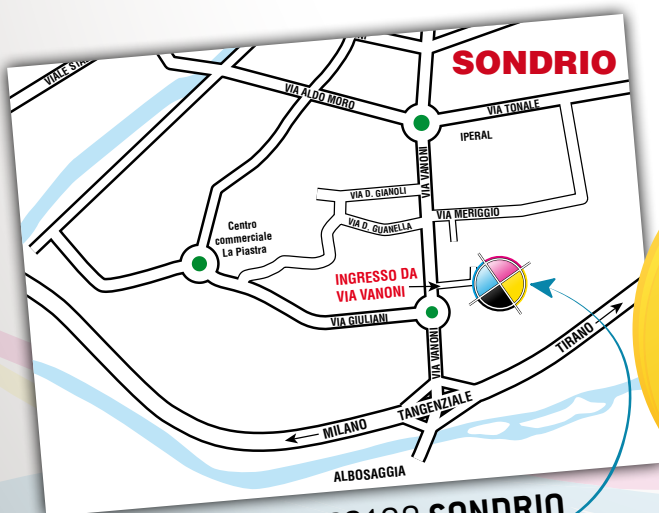 SONDRIO
VIALE
VIA ALDO MORO
VIA TONALE
IPERAL
VIA VANONI
VIA D. GIANOLI
VIA D. GUANELLA
VIA MERIGGIO
Centro
commerciale
La Piastra
INGRESSO DA
VIA VANONI
VIA GIULIANI
VIA VANONI
TIRANO
TANGENZIALE
MILANO
ALBOSAGGIA
SONDRIO